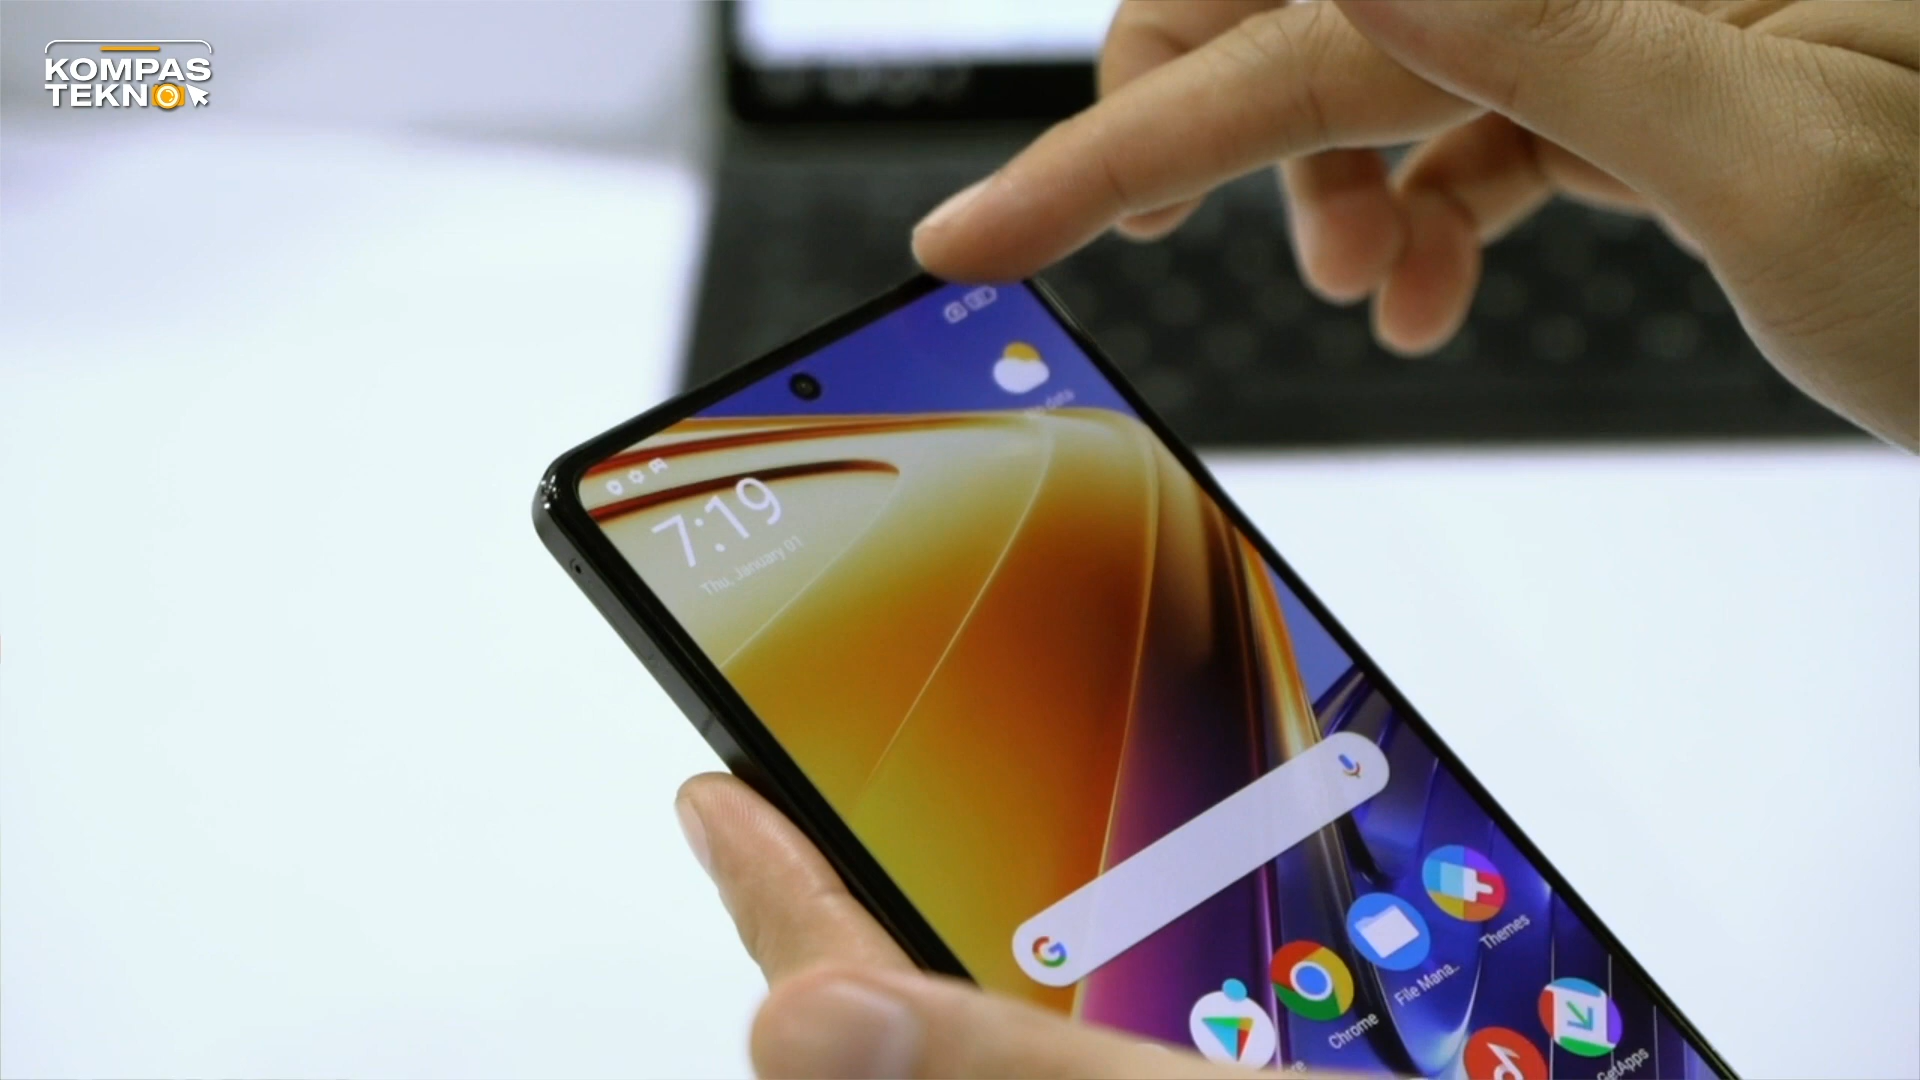 KOMPAS
TEKNO
7:19
Thu, January 01
Themes
File Mana..
Chrome
GetApps